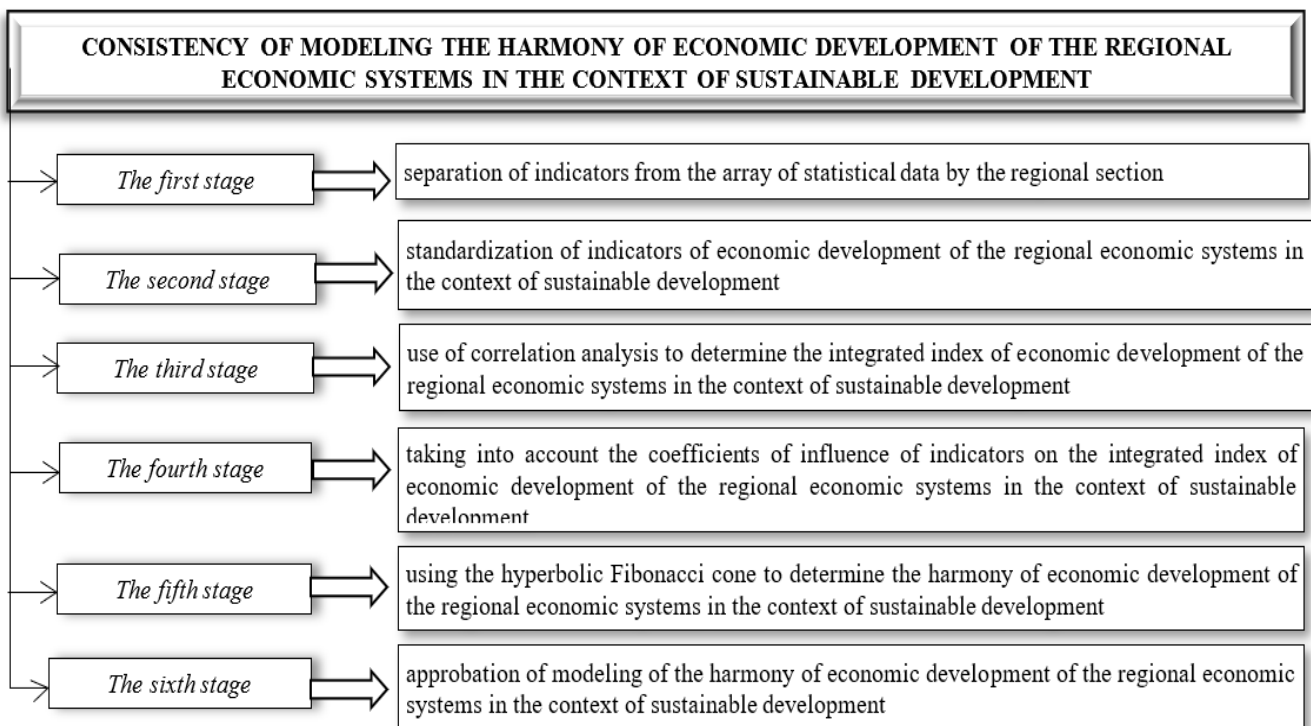 CONSISTENCY OF MODELING THE HARMONY OF ECONOMIC DEVELOPMENT OF THE REGIONAL
ECONOMIC SYSTEMS IN THE CONTEXT OF SUSTAINABLE DEVELOPMENT
The first stage
separation of indicators from the array of statistical data by the regional section
The second stage
standardization of indicators of economic development of the regional economic systems in
the context of sustainable development
The third stage
use of correlation analysis to determine the integrated index of economic development of the
regional economic systems in the context of sustainable development
The fourth stage
taking into account the coefficients of influence of indicators on the integrated index of
economic development of the regional economic systems in the context of sustainable
development
The fifth stage
using the hyperbolic Fibonacci cone to determine the harmony of economic development of
the regional economic systems in the context of sustainable development
The sixth stage
approbation of modeling of the harmony of economic development of the regional economic
systems in the context of sustainable development